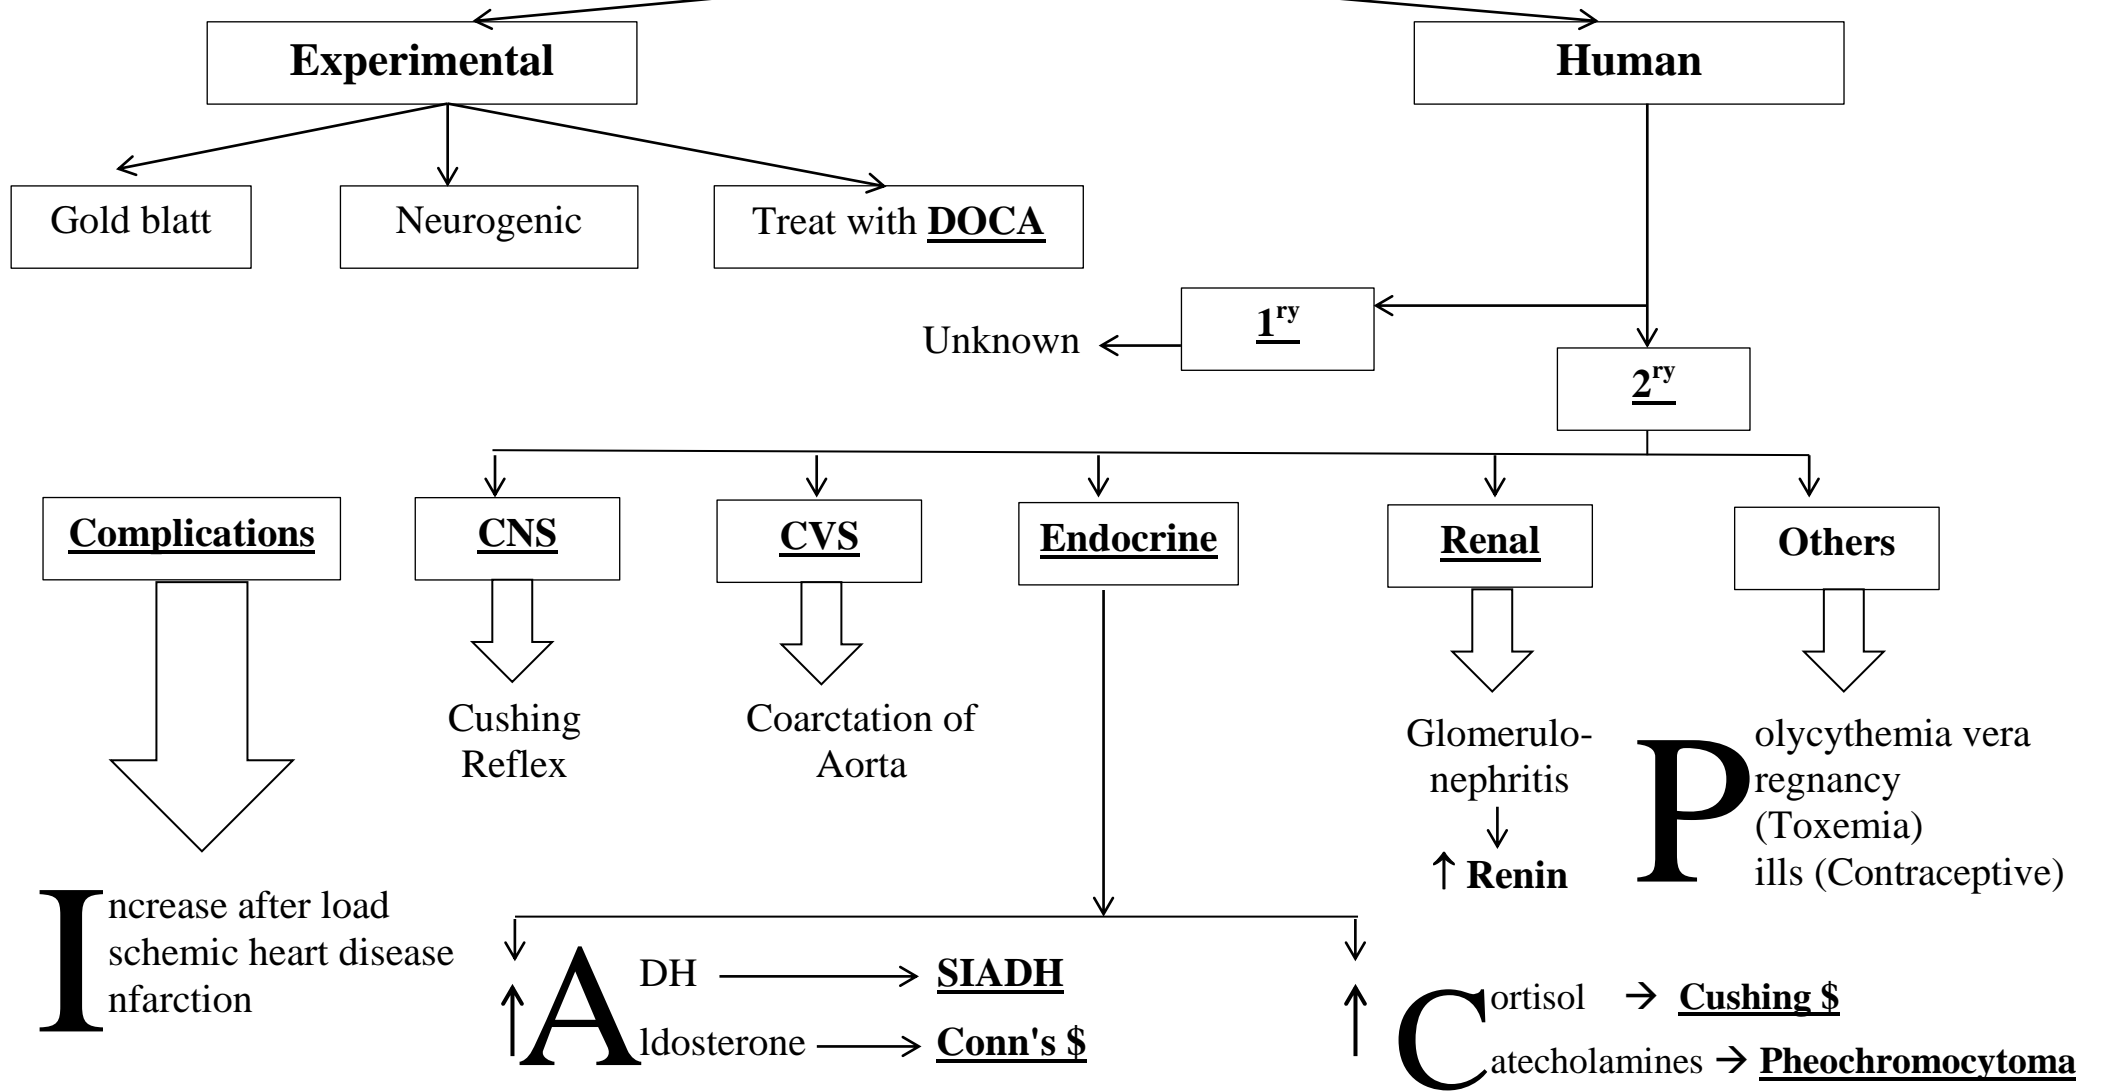 Experimental
Human
Gold blatt
Neurogenic
Treat with DOCA
1ry
Unknown
2ry
Complications
CNS
CVS
Endocrine
Renal
Others
Cushing
Reflex
Coarctation of
Aorta
Glomerulo-
nephritis
↓
↑ Renin
P
olycythemia vera
regnancy
(Toxemia)
ills (Contraceptive)
I
ncrease after load
schemic heart disease
nfarction
↑ A
DH → SIADH
ldosterone → Conn's $
↑ C
ortisol → Cushing $
atecholamines → Pheochromocytoma